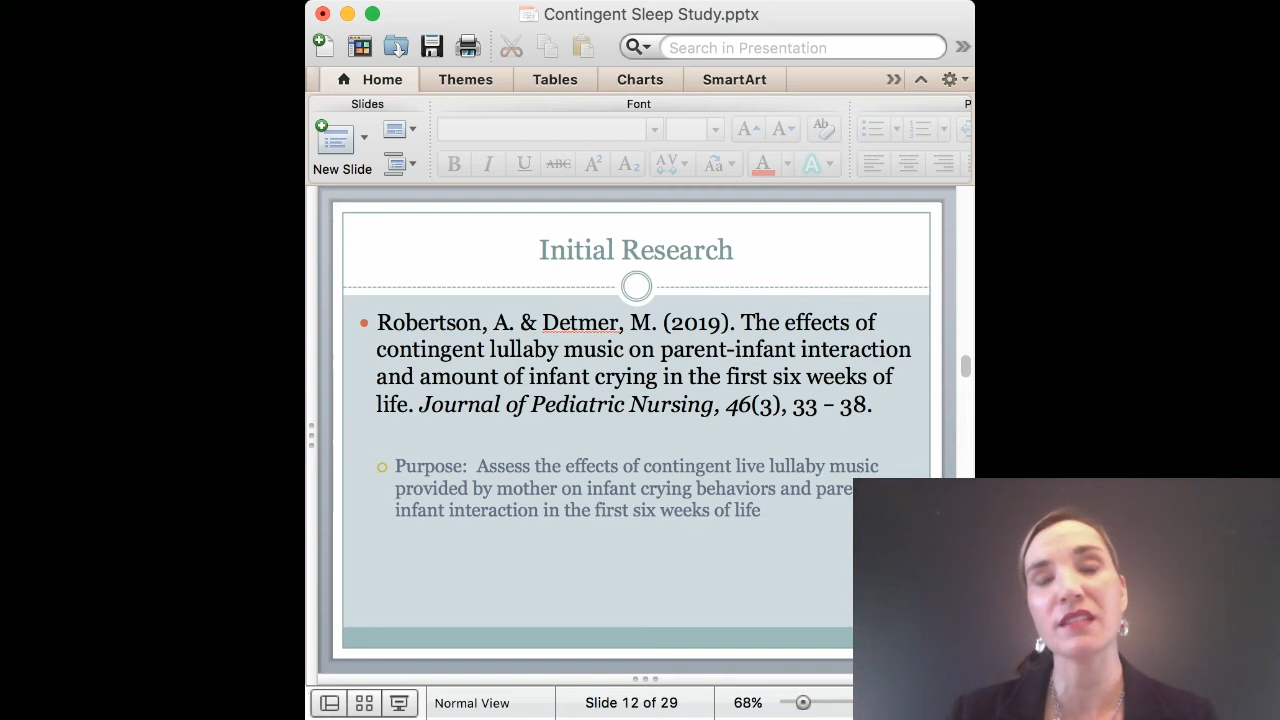 Contingent Sleep Study.pptx
Search in Presentation
Home Themes Tables Charts SmartArt
Slides Font P
New Slide
B I U ABC A2 A2 AV Aa A A
Initial Research
Robertson, A. & Detmer, M. (2019). The effects of
contingent lullaby music on parent-infant interaction
and amount of infant crying in the first six weeks of
life. Journal of Pediatric Nursing, 46(3), 33 – 38.
Purpose: Assess the effects of contingent live lullaby music
provided by mother on infant crying behaviors and
infant interaction in the first six weeks of life
Normal View Slide 12 of 29 68%